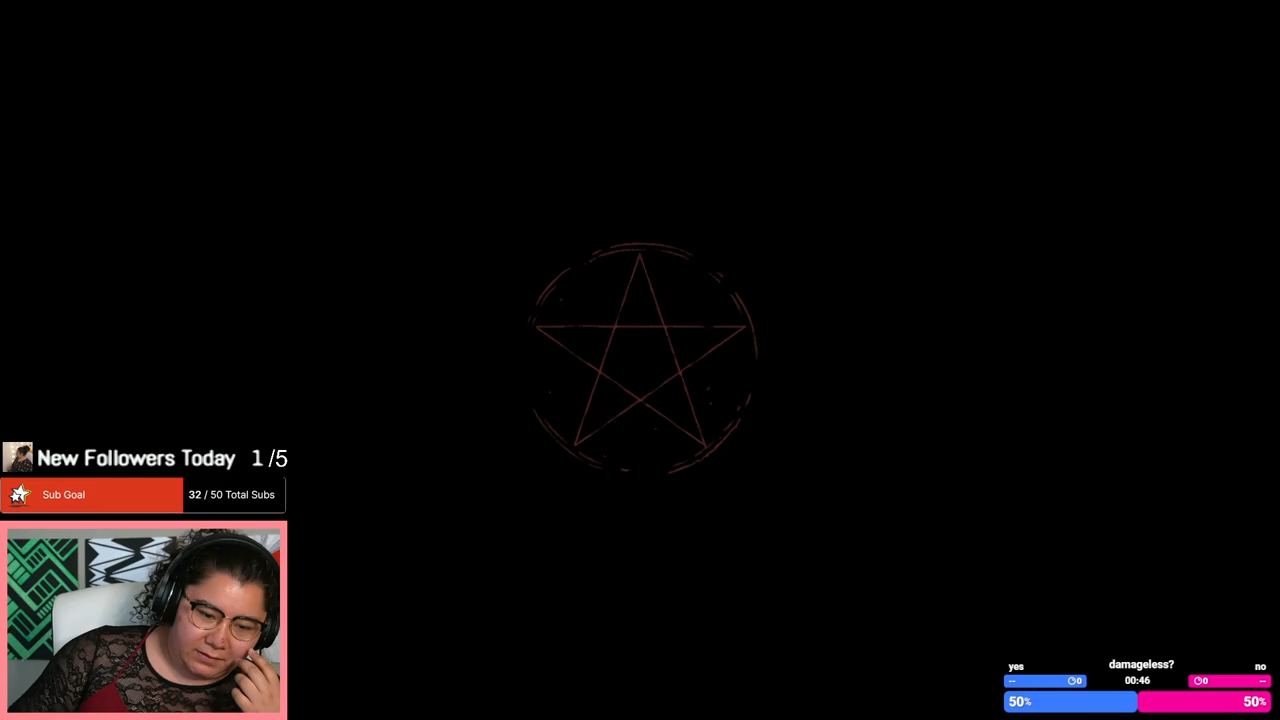 New Followers Today 1 /5
Sub Goal 32 / 50 Total Subs
yes damageless? no
-- 0 00:46 0 --
50% 50%